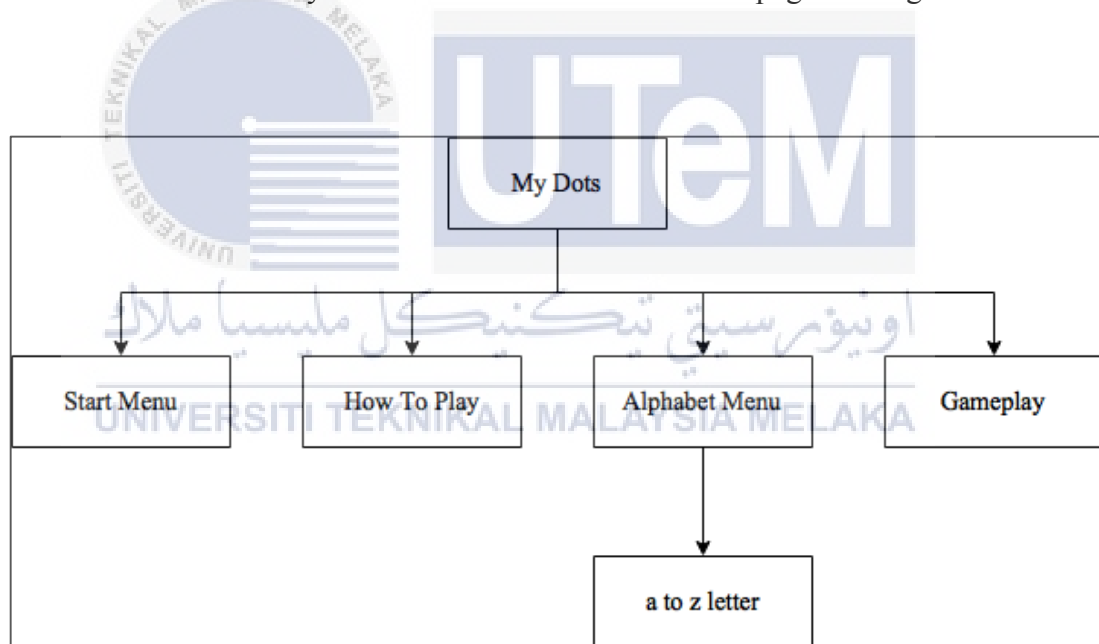 My Dots
Start Menu
How To Play
Alphabet Menu
Gameplay
a to z letter
UTeM
اونيۏرسيتي تيكنيكل مليسيا ملاك
UNIVERSITI TEKNIKAL MALAYSIA MELAKA